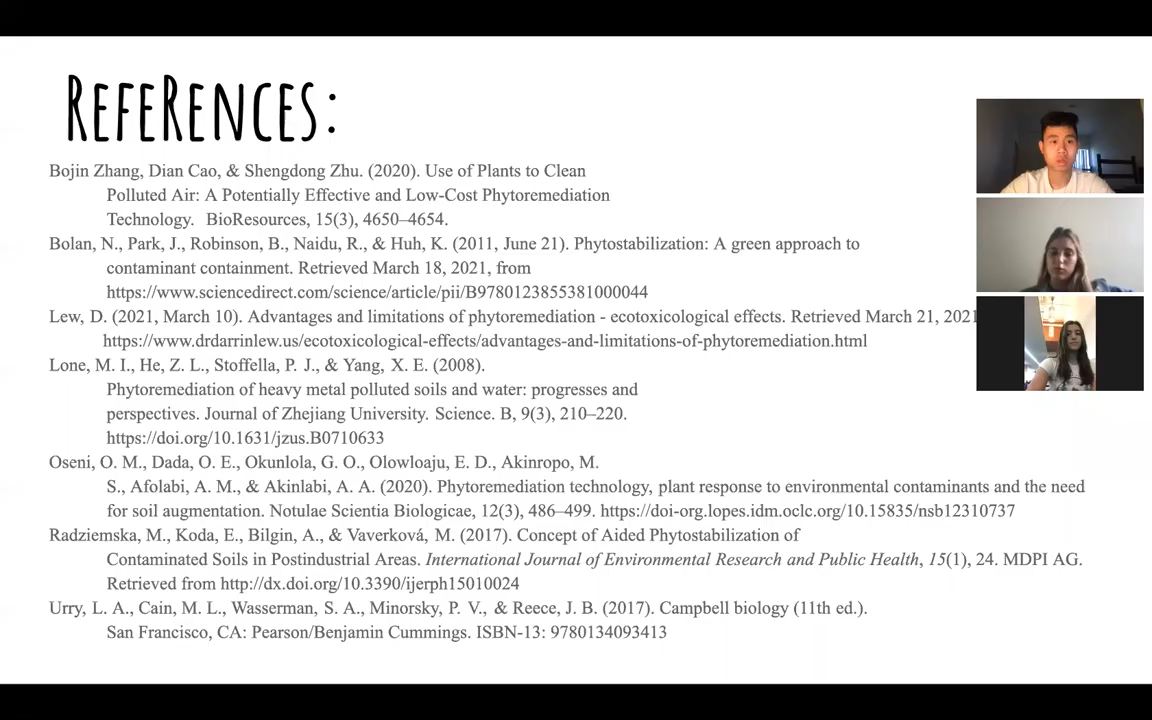 RefeRences:
Bojin Zhang, Dian Cao, & Shengdong Zhu. (2020). Use of Plants to Clean
Polluted Air: A Potentially Effective and Low-Cost Phytoremediation
Technology. BioResources, 15(3), 4650–4654.
Bolan, N., Park, J., Robinson, B., Naidu, R., & Huh, K. (2011, June 21). Phytostabilization: A green approach to
contaminant containment. Retrieved March 18, 2021, from
https://www.sciencedirect.com/science/article/pii/B9780123855381000044
Lew, D. (2021, March 10). Advantages and limitations of phytoremediation - ecotoxicological effects. Retrieved March 21, 2021
https://www.drdarrinlew.us/ecotoxicological-effects/advantages-and-limitations-of-phytoremediation.html
Lone, M. I., He, Z. L., Stoffella, P. J., & Yang, X. E. (2008).
Phytoremediation of heavy metal polluted soils and water: progresses and
perspectives. Journal of Zhejiang University. Science. B, 9(3), 210–220.
https://doi.org/10.1631/jzus.B0710633
Oseni, O. M., Dada, O. E., Okunlola, G. O., Olowloaju, E. D., Akinropo, M.
S., Afolabi, A. M., & Akinlabi, A. A. (2020). Phytoremediation technology, plant response to environmental contaminants and the need
for soil augmentation. Notulae Scientia Biologicae, 12(3), 486–499. https://doi-org.lopes.idm.oclc.org/10.15835/nsb12310737
Radziemska, M., Koda, E., Bilgin, A., & Vaverková, M. (2017). Concept of Aided Phytostabilization of
Contaminated Soils in Postindustrial Areas. International Journal of Environmental Research and Public Health, 15(1), 24. MDPI AG.
Retrieved from http://dx.doi.org/10.3390/ijerph15010024
Urry, L. A., Cain, M. L., Wasserman, S. A., Minorsky, P. V., & Reece, J. B. (2017). Campbell biology (11th ed.).
San Francisco, CA: Pearson/Benjamin Cummings. ISBN-13: 9780134093413